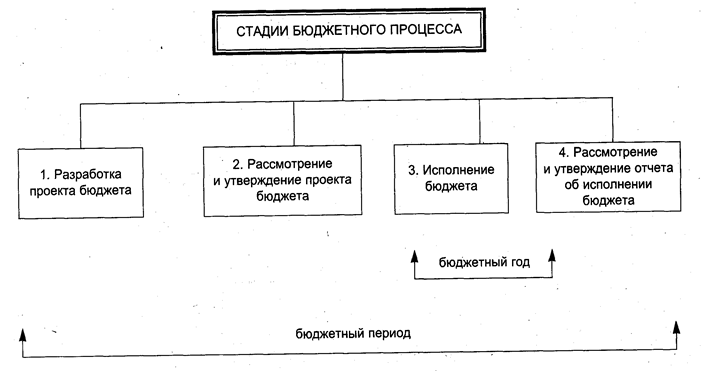 СТАДИИ БЮДЖЕТНОГО ПРОЦЕССА
1. Разработка
проекта бюджета
2. Рассмотрение
и утверждение проекта
бюджета
3. Исполнение
бюджета
4. Рассмотрение
и утверждение отчета
об исполнении
бюджета
бюджетный год
бюджетный период